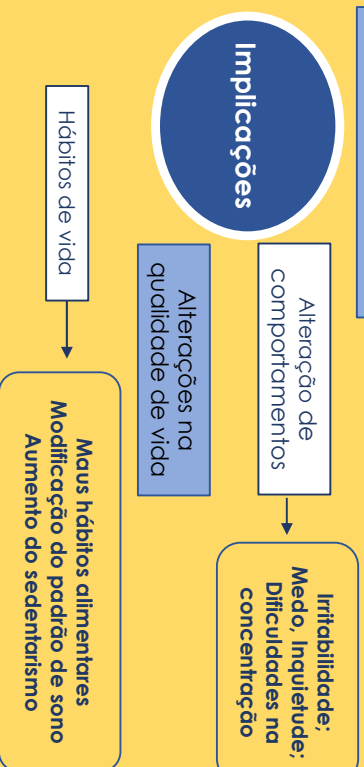 Implicações
Alteração de
comportamentos
Irritabilidade;
Medo, Inquietude;
Dificuldades na
concentração
Alterações na
qualidade de vida
Hábitos de vida
Maus hábitos alimentares
Modificação do padrão de sono
Aumento do sedentarismo